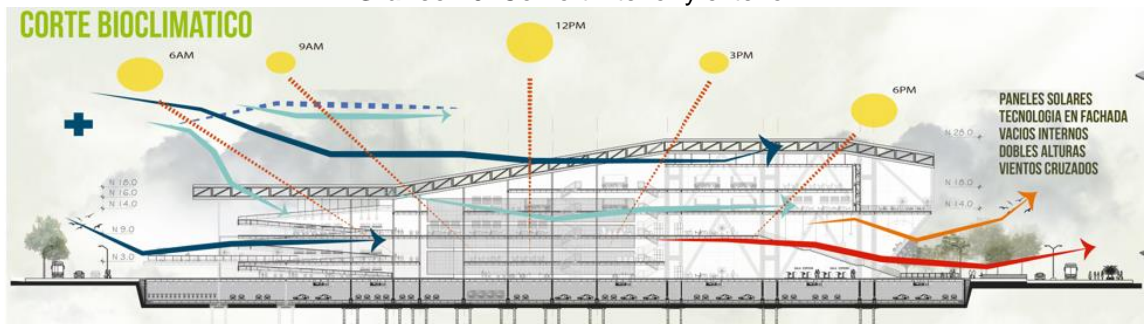 CORTE BIOCLIMATICO
6AM
9AM
12PM
3PM
6PM
PANELES SOLARES
TECNOLOGIA EN FACHADA
VACIOS INTERNOS
DOBLES ALTURAS
VIENTOS CRUZADOS
N 28.0
N 18.0
N 16.0
N 14.0
N 9.0
N 3.0
N 18.0
N 14.0